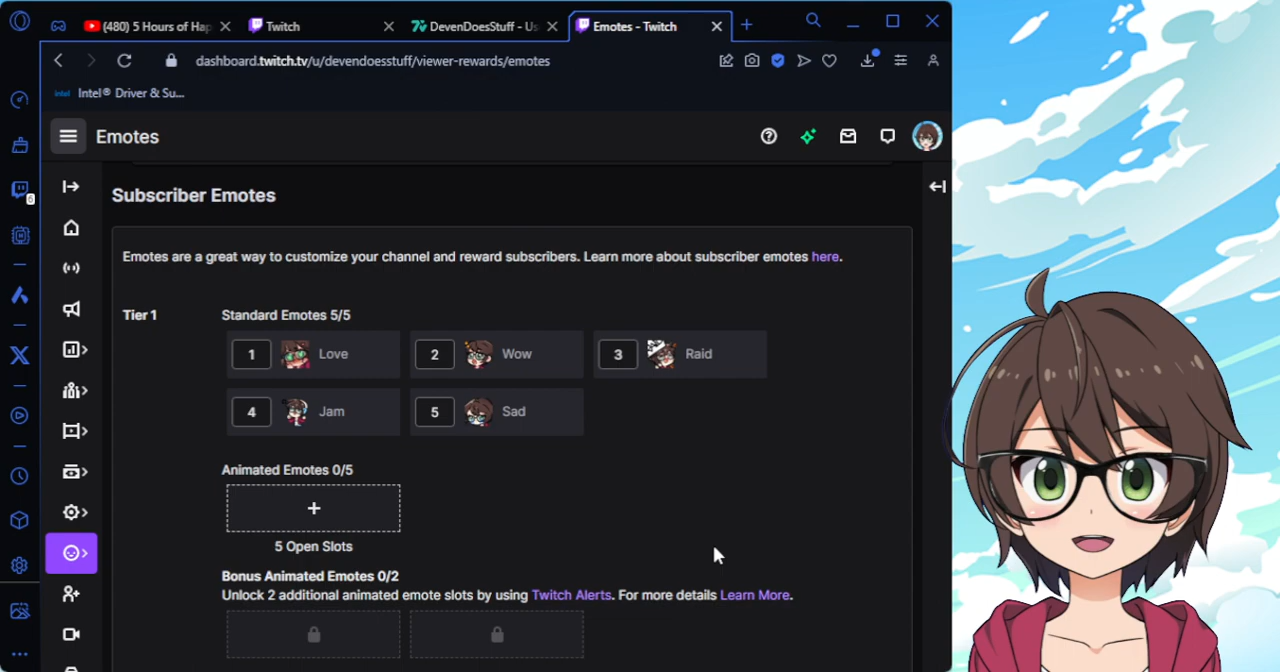 (480) 5 Hours of Hap
Twitch
DevenDoesStuff - Us
Emotes - Twitch
dashboard.twitch.tv/u/devendoesstuff/viewer-rewards/emotes
intel Intel® Driver & Su...
Emotes
6
Subscriber Emotes
Emotes are a great way to customize your channel and reward subscribers. Learn more about subscriber emotes here.
Tier 1
Standard Emotes 5/5
1 Love
2 Wow
3 Raid
4 Jam
5 Sad
Animated Emotes 0/5
+
5 Open Slots
Bonus Animated Emotes 0/2
Unlock 2 additional animated emote slots by using Twitch Alerts. For more details Learn More.